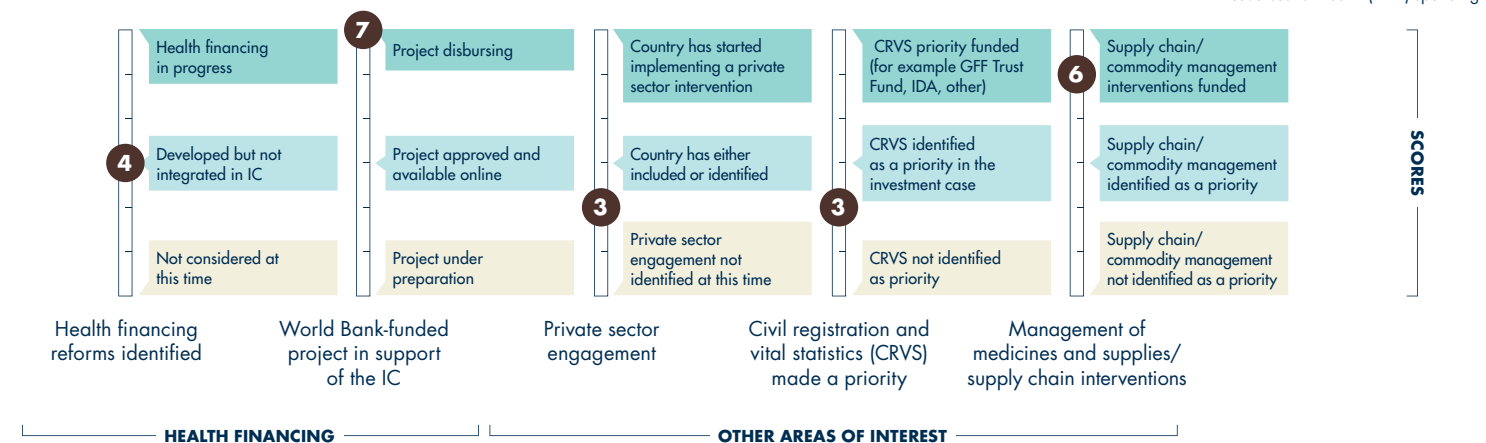 7
Health financing
in progress
Project disbursing
Country has started
implementing a private
sector intervention
CRVS priority funded
(for example GFF Trust
Fund, IDA, other)
6
Supply chain/
commodity management
interventions funded
4
Developed but not
integrated in IC
Project approved and
available online
Country has either
included or identified
CRVS identified
as a priority in the
investment case
Supply chain/
commodity management
identified as a priority
SCORES
3
3
Not considered at
this time
Project under
preparation
Private sector
engagement not
identified at this time
CRVS not identified
as priority
Supply chain/
commodity management
not identified as a priority
Health financing
reforms identified
World Bank-funded
project in support
of the IC
Private sector
engagement
Civil registration and
vital statistics (CRVS)
made a priority
Management of
medicines and supplies/
supply chain interventions
HEALTH FINANCING
OTHER AREAS OF INTEREST